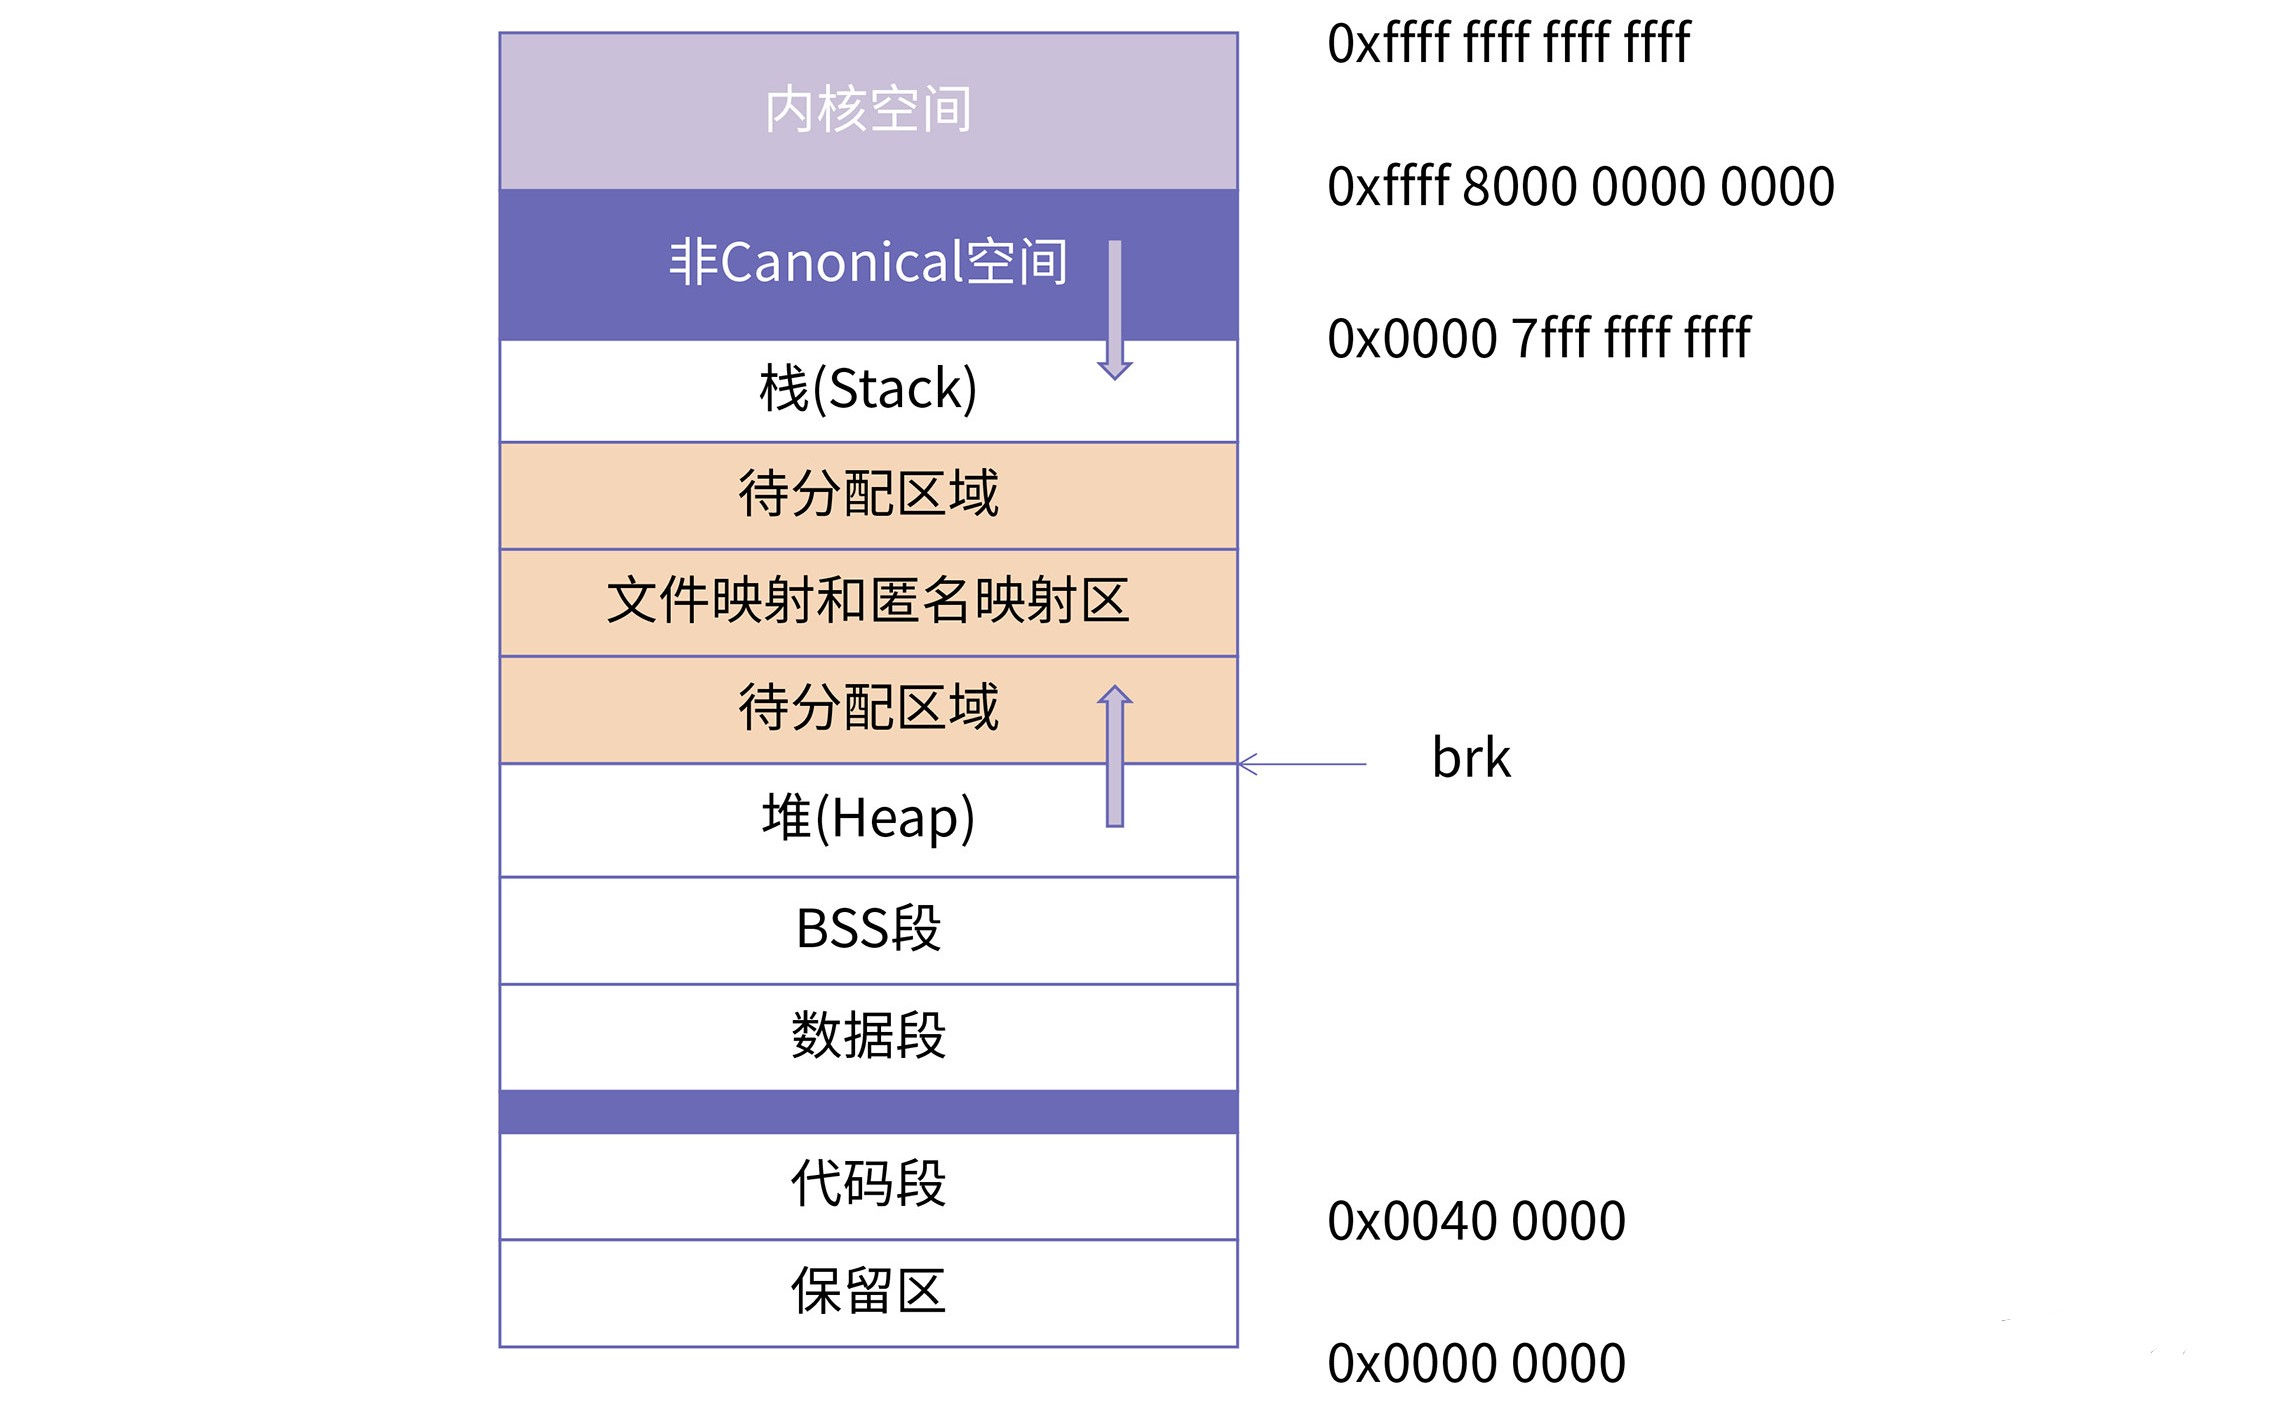 0xffff ffff ffff ffff
内核空间
0xffff 8000 0000 0000
非Canonical空间
0x0000 7fff ffff ffff
栈(Stack)
待分配区域
文件映射和匿名映射区
待分配区域
brk
堆(Heap)
BSS段
数据段
代码段
0x0040 0000
保留区
0x0000 0000